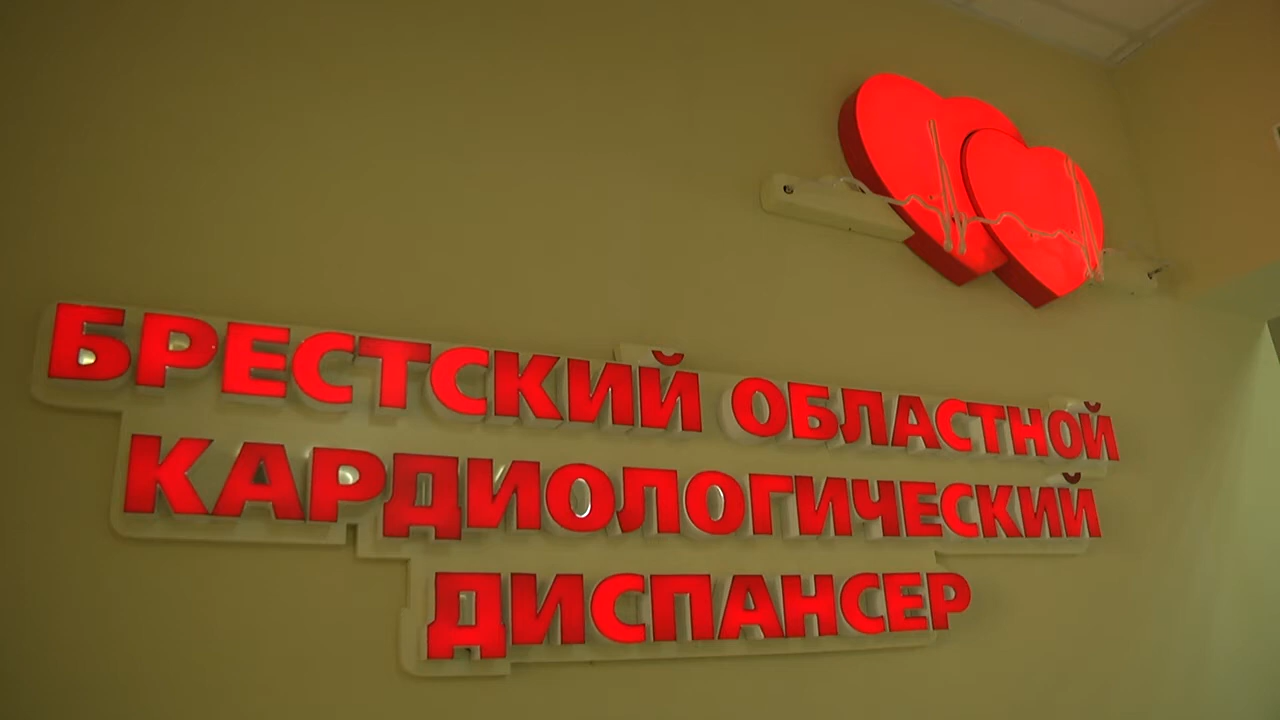 БРЕСТСКИЙ ОБЛАСТНОЙ
КАРДИОЛОГИЧЕСКИЙ
ДИСПАНСЕР